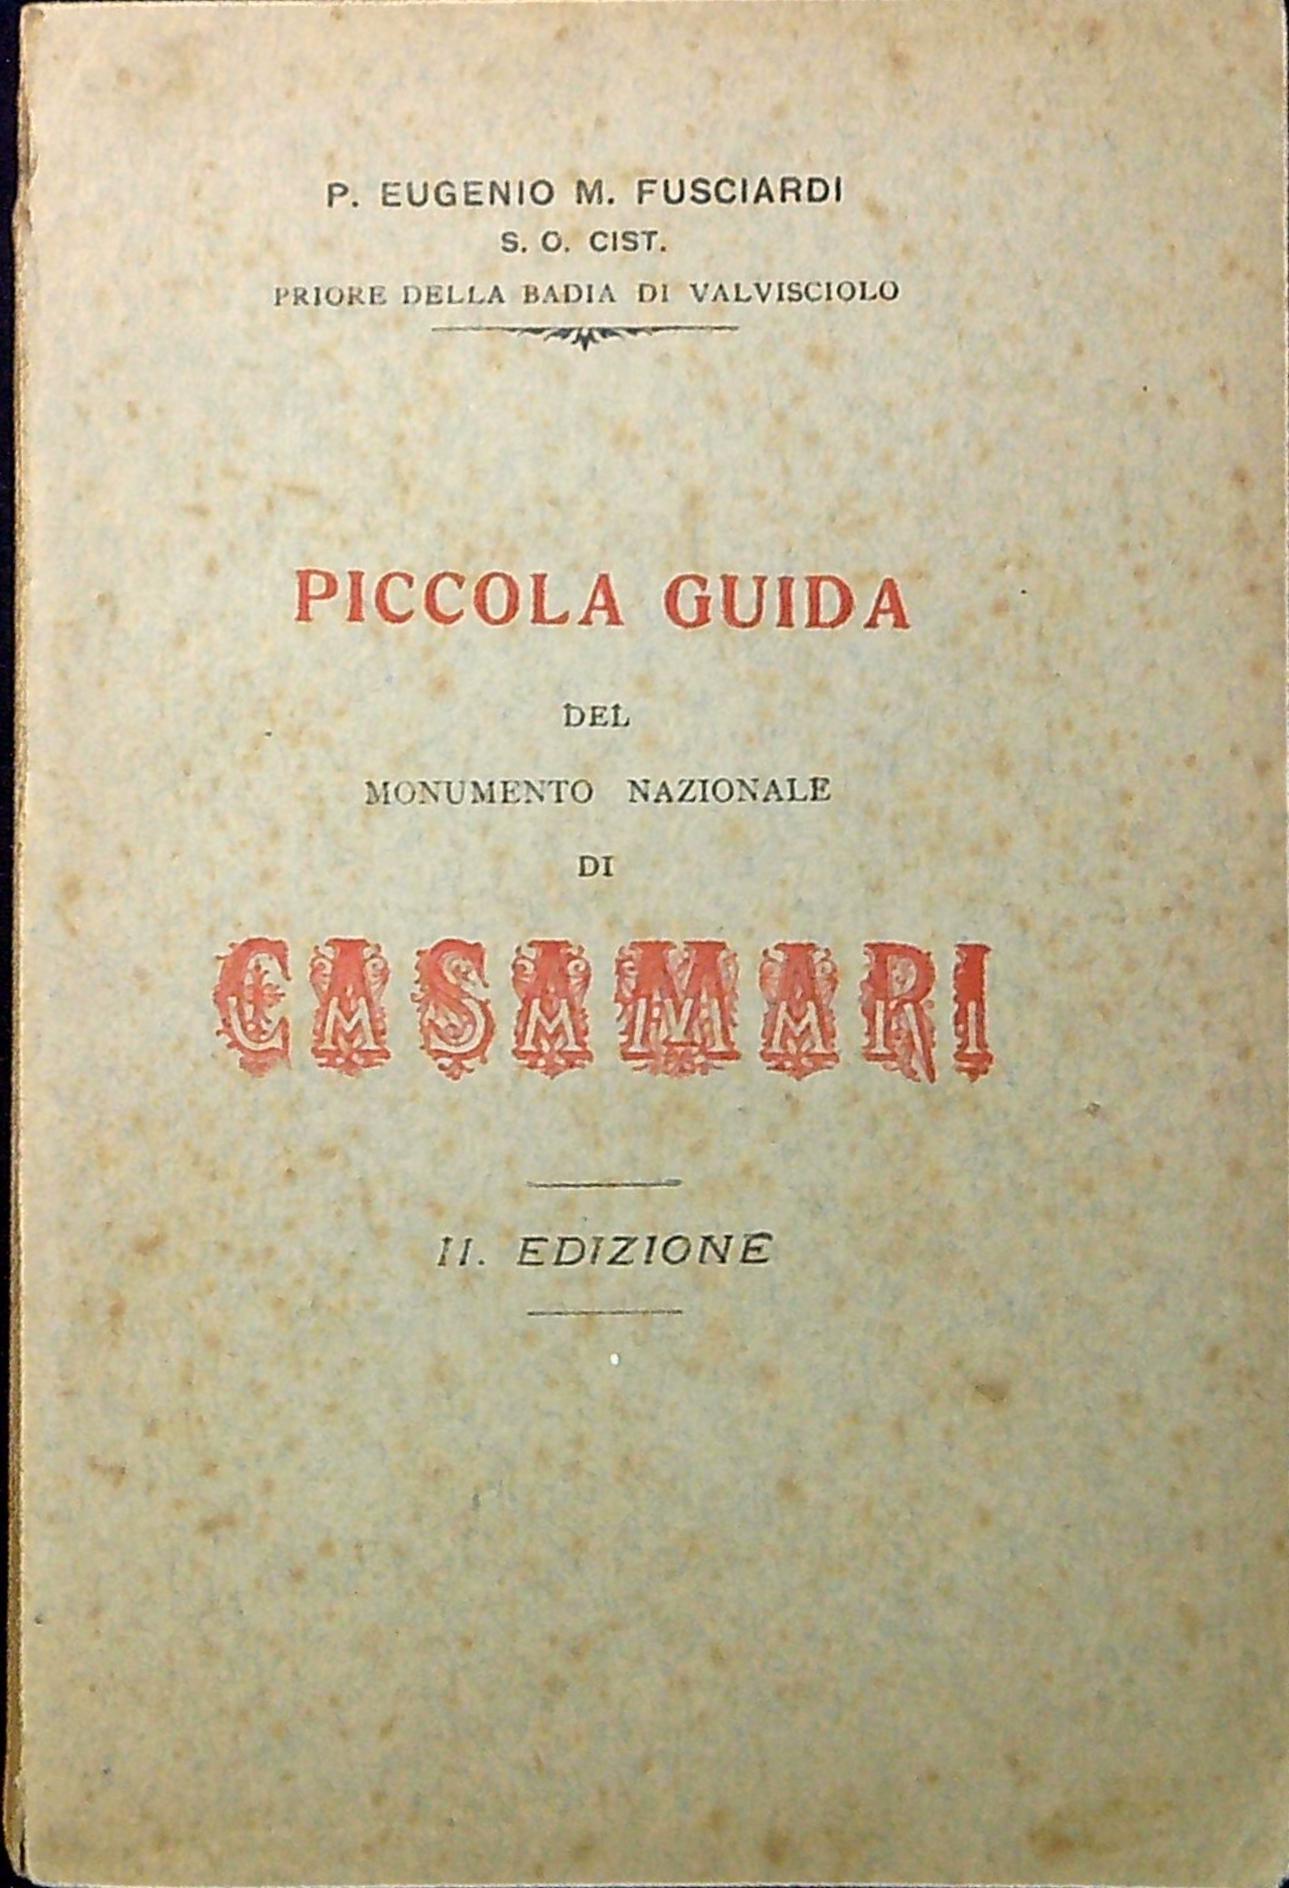 P. EUGENIO M. FUSCIARDI
S. O. CIST.
PRIORE DELLA BADIA DI VALVISCIOLO
PICCOLA GUIDA
DEL
MONUMENTO NAZIONALE
DI
CASAMARI
II. EDIZIONE